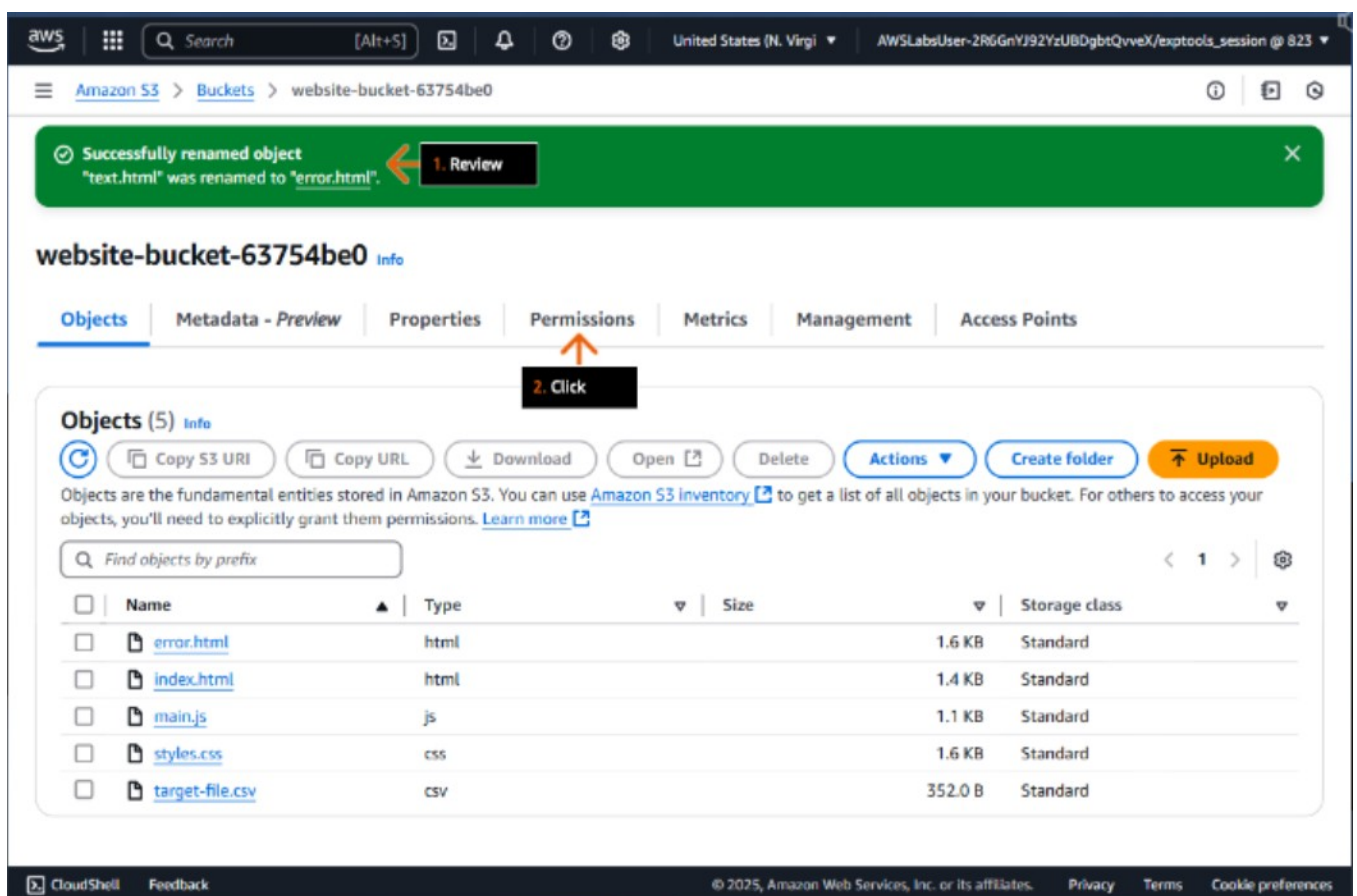 aws Search [Alt+S] United States (N. Virgi ▼ AWSLabsUser-2R6GnYJ92YzUBDgbtQvveX/exptools_session @ 823 ▼
Amazon S3 > Buckets > website-bucket-63754be0
Successfully renamed object
"text.html" was renamed to "error.html".
1. Review
website-bucket-63754be0 Info
Objects Metadata - Preview Properties Permissions Metrics Management Access Points
2. Click
Objects (5) Info
Copy S3 URI Copy URL Download Open Delete Actions ▼ Create folder Upload
Objects are the fundamental entities stored in Amazon S3. You can use Amazon S3 inventory to get a list of all objects in your bucket. For others to access your
objects, you'll need to explicitly grant them permissions. Learn more
Find objects by prefix < 1 >
Name Type Size Storage class
error.html html 1.6 KB Standard
index.html html 1.4 KB Standard
main.js js 1.1 KB Standard
styles.css css 1.6 KB Standard
target-file.csv csv 352.0 B Standard
CloudShell Feedback © 2025, Amazon Web Services, Inc. or its affiliates. Privacy Terms Cookie preferences